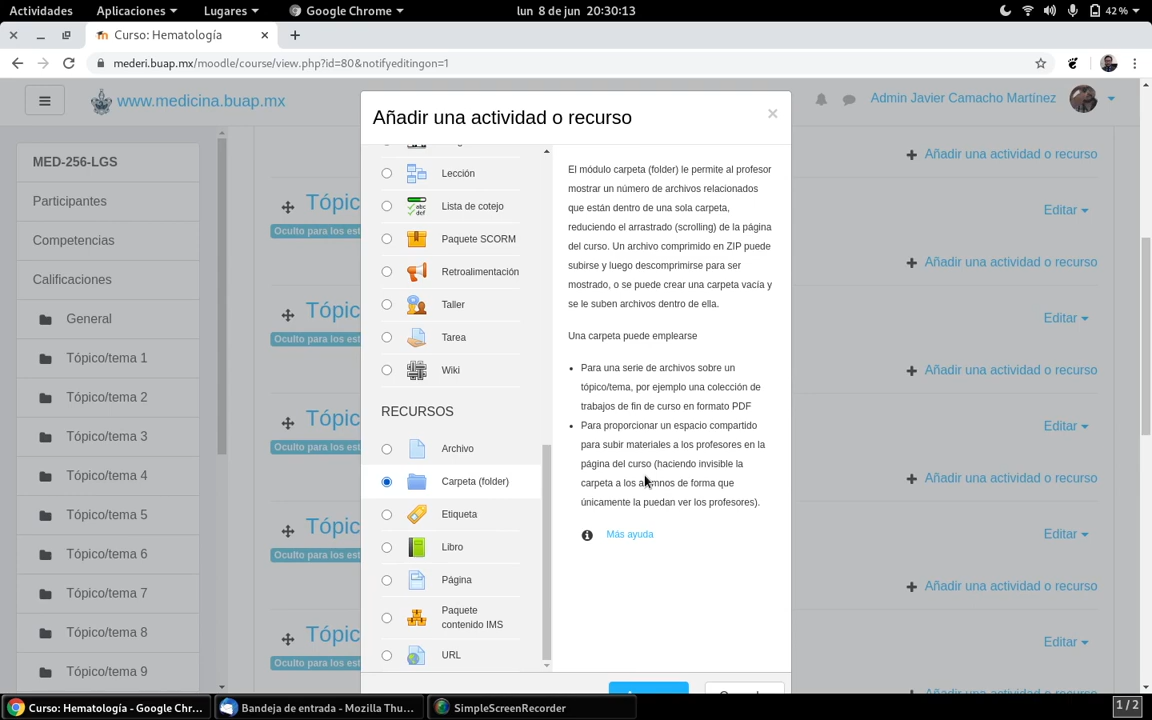 Actividades Aplicaciones Lugares Google Chrome lun 8 de jun 20:30:13 42 %
Curso: Hematología
mederi.buap.mx/moodle/course/view.php?id=80&notifyeditingon=1
www.medicina.buap.mx Admin Javier Camacho Martínez
Añadir una actividad o recurso ×
MED-256-LGS
Participantes
Competencias
Calificaciones
General
Tópico/tema 1
Tópico/tema 2
Tópico/tema 3
Tópico/tema 4
Tópico/tema 5
Tópico/tema 6
Tópico/tema 7
Tópico/tema 8
Tópico/tema 9
Tópic
Oculto para los est
Tópic
Oculto para los est
Tópic
Oculto para los est
Tópic
Oculto para los est
Tópic
Oculto para los est
Lección
Lista de cotejo
Paquete SCORM
Retroalimentación
Taller
Tarea
Wiki
RECURSOS
Archivo
Carpeta (folder)
Etiqueta
Libro
Página
Paquete
contenido IMS
URL
El módulo carpeta (folder) le permite al profesor
mostrar un número de archivos relacionados
que están dentro de una sola carpeta,
reduciendo el arrastrado (scrolling) de la página
del curso. Un archivo comprimido en ZIP puede
subirse y luego descomprimirse para ser
mostrado, o se puede crear una carpeta vacía y
se le suben archivos dentro de ella.
Una carpeta puede emplearse
• Para una serie de archivos sobre un
tópico/tema, por ejemplo una colección de
trabajos de fin de curso en formato PDF
• Para proporcionar un espacio compartido
para subir materiales a los profesores en la
página del curso (haciendo invisible la
carpeta a los alumnos de forma que
únicamente la puedan ver los profesores).
Más ayuda
Añadir una actividad o recurso
Editar
Añadir una actividad o recurso
Editar
Añadir una actividad o recurso
Editar
Añadir una actividad o recurso
Editar
Añadir una actividad o recurso
Editar
Curso: Hematología - Google Chr... Bandeja de entrada - Mozilla Thu... SimpleScreenRecorder 1 / 2